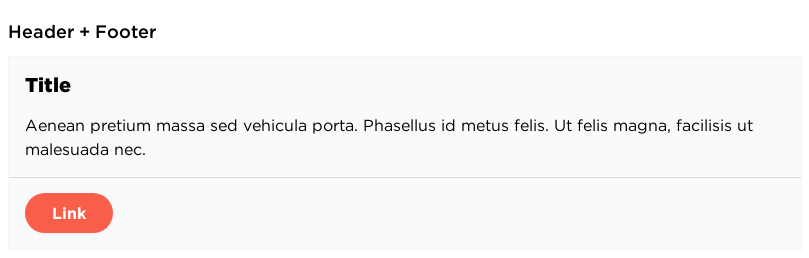 Header + Footer
Title
Aenean pretium massa sed vehicula porta. Phasellus id metus felis. Ut felis magna, facilisis ut
malesuada nec.
Link